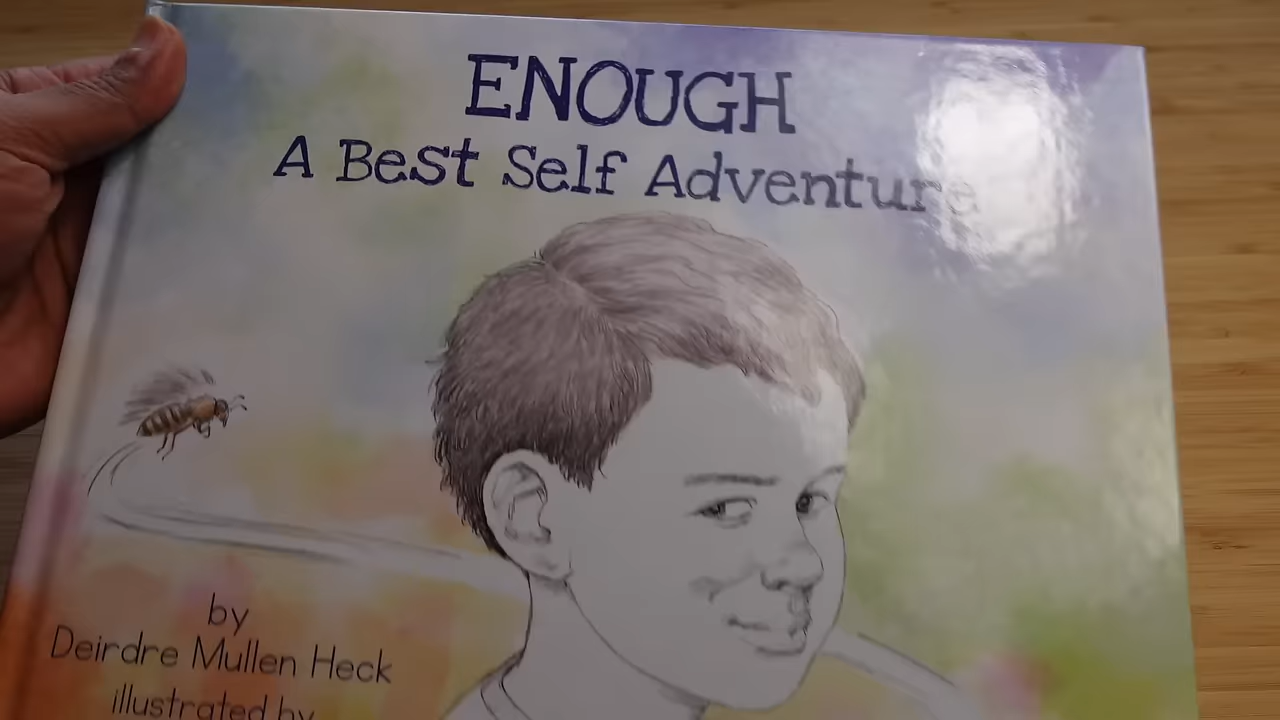 ENOUGH
A Best Self Adventure
by
Deirdre Mullen Heck
illustrated by